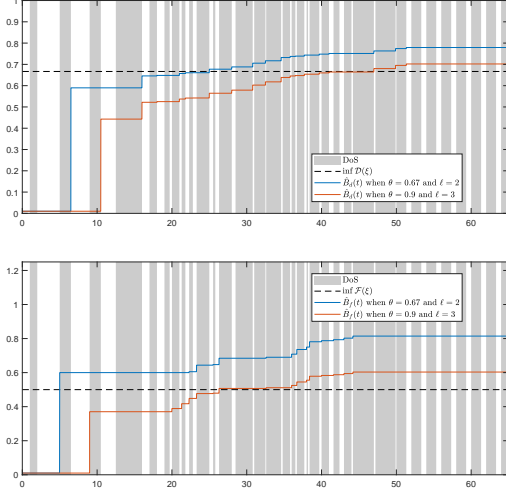 1
0.9
0.8
0.7
0.6
0.5
0.4
0.3
0.2
0.1
0
0 10 20 30 40 50 60
DoS
inf 𝒟(ξ)
B̂_d(t) when θ = 0.67 and ℓ = 2
B̂_d(t) when θ = 0.9 and ℓ = 3
1.2
1
0.8
0.6
0.4
0.2
0
0 10 20 30 40 50 60
DoS
inf ℱ(ξ)
B̂_f(t) when θ = 0.67 and ℓ = 2
B̂_f(t) when θ = 0.9 and ℓ = 3